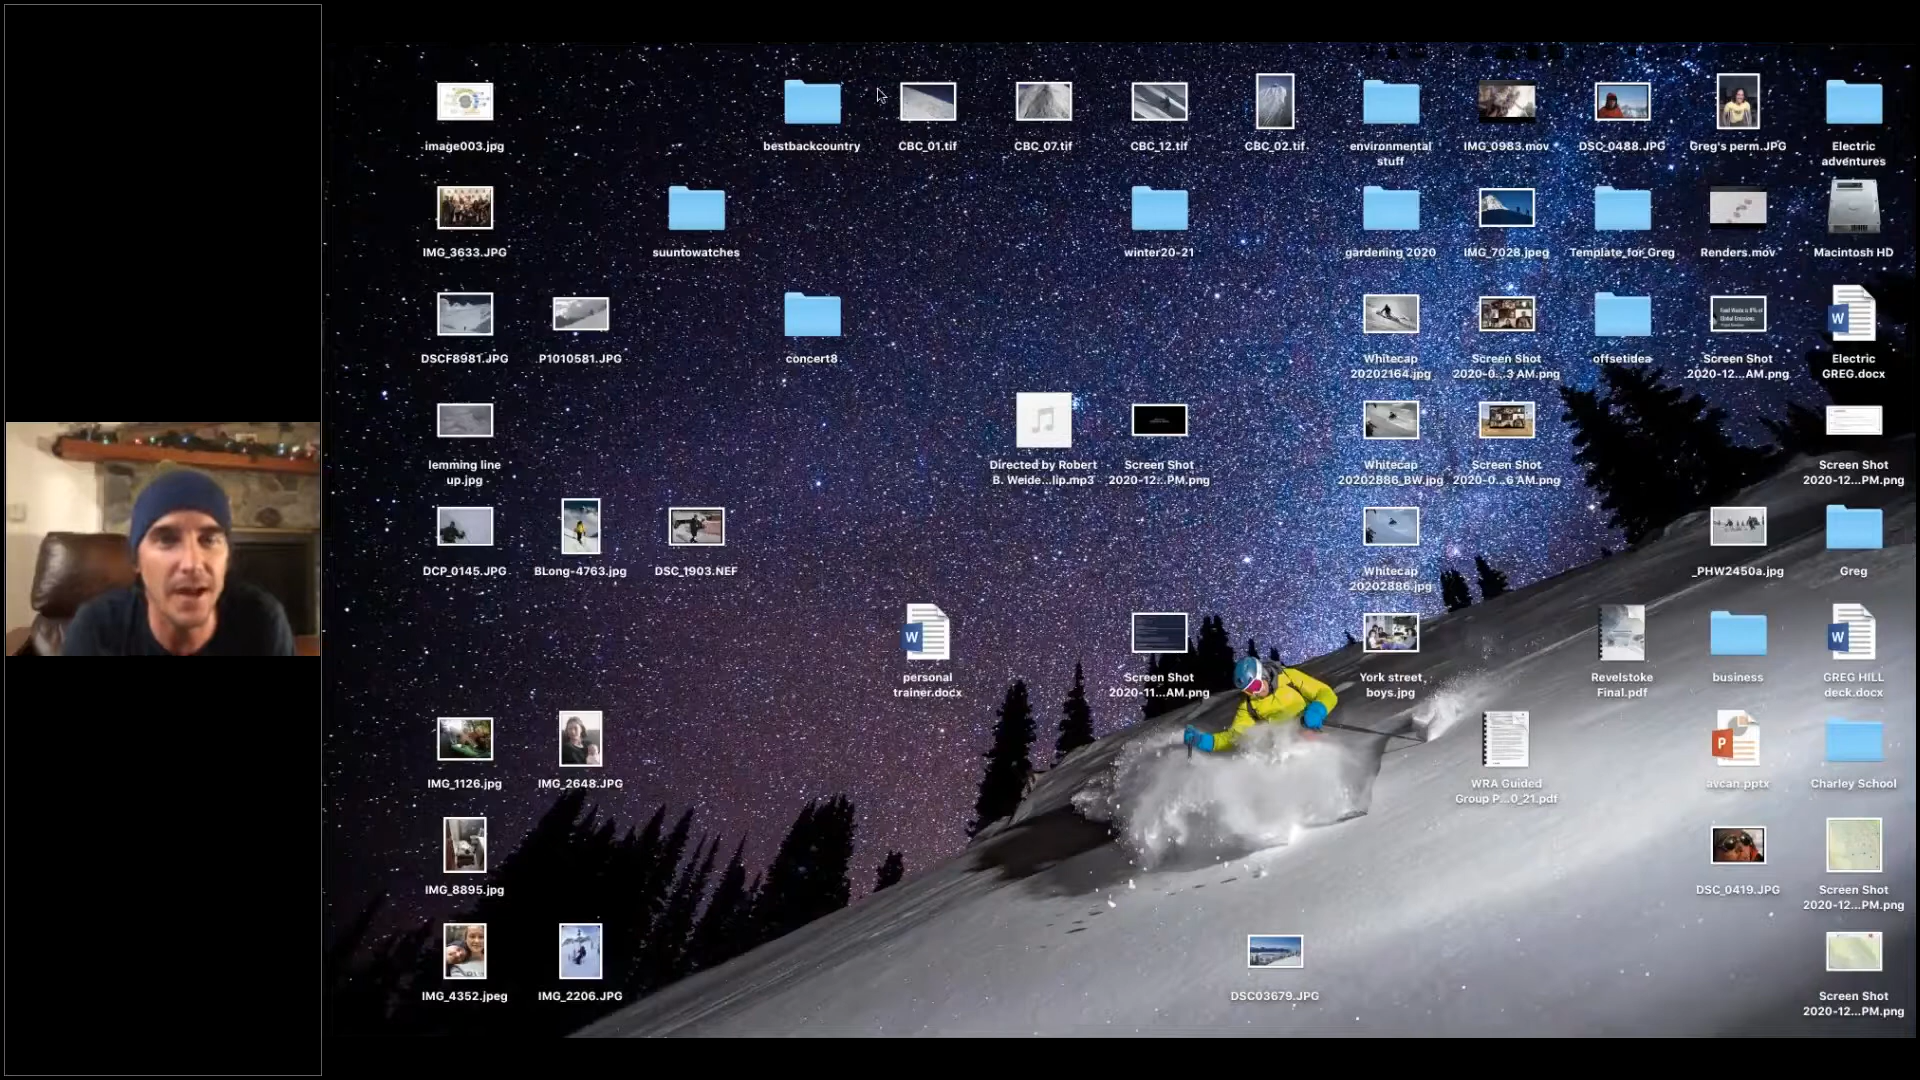 image003.jpg
bestbackcountry
CBC_01.tif
CBC_07.tif
CBC_12.tif
CBC_02.tif
environmental
stuff
IMG_0983.mov
DSC_0488.JPG
Greg's perm.JPG
Electric
adventures
IMG_3633.JPG
suuntowatches
winter20-21
gardening 2020
IMG_7028.jpeg
Template_for_Greg
Renders.mov
Macintosh HD
DSCF8981.JPG
P1010581.JPG
concert8
Whitecap
20202164.jpg
Screen Shot
2020-0...3 AM.png
offsetidea
Screen Shot
2020-12...AM.png
Electric
GREG.docx
lemming line
up.jpg
Directed by Robert
B. Weide...lip.mp3
Screen Shot
2020-12...PM.png
Whitecap
20202886_BW.jpg
Screen Shot
2020-0...6 AM.png
Screen Shot
2020-12...PM.png
DCP_0145.JPG
BLong-4763.jpg
DSC_1903.NEF
Whitecap
20202886.jpg
_PHW2450a.jpg
Greg
personal
trainer.docx
Screen Shot
2020-11...AM.png
York street
boys.jpg
Revelstoke
Final.pdf
business
GREG HILL
deck.docx
IMG_1126.jpg
IMG_2648.JPG
WRA Guided
Group P...0_21.pdf
avcan.pptx
Charley School
IMG_8895.jpg
DSC_0419.JPG
Screen Shot
2020-12...PM.png
IMG_4352.jpeg
IMG_2206.JPG
DSC03679.JPG
Screen Shot
2020-12...PM.png